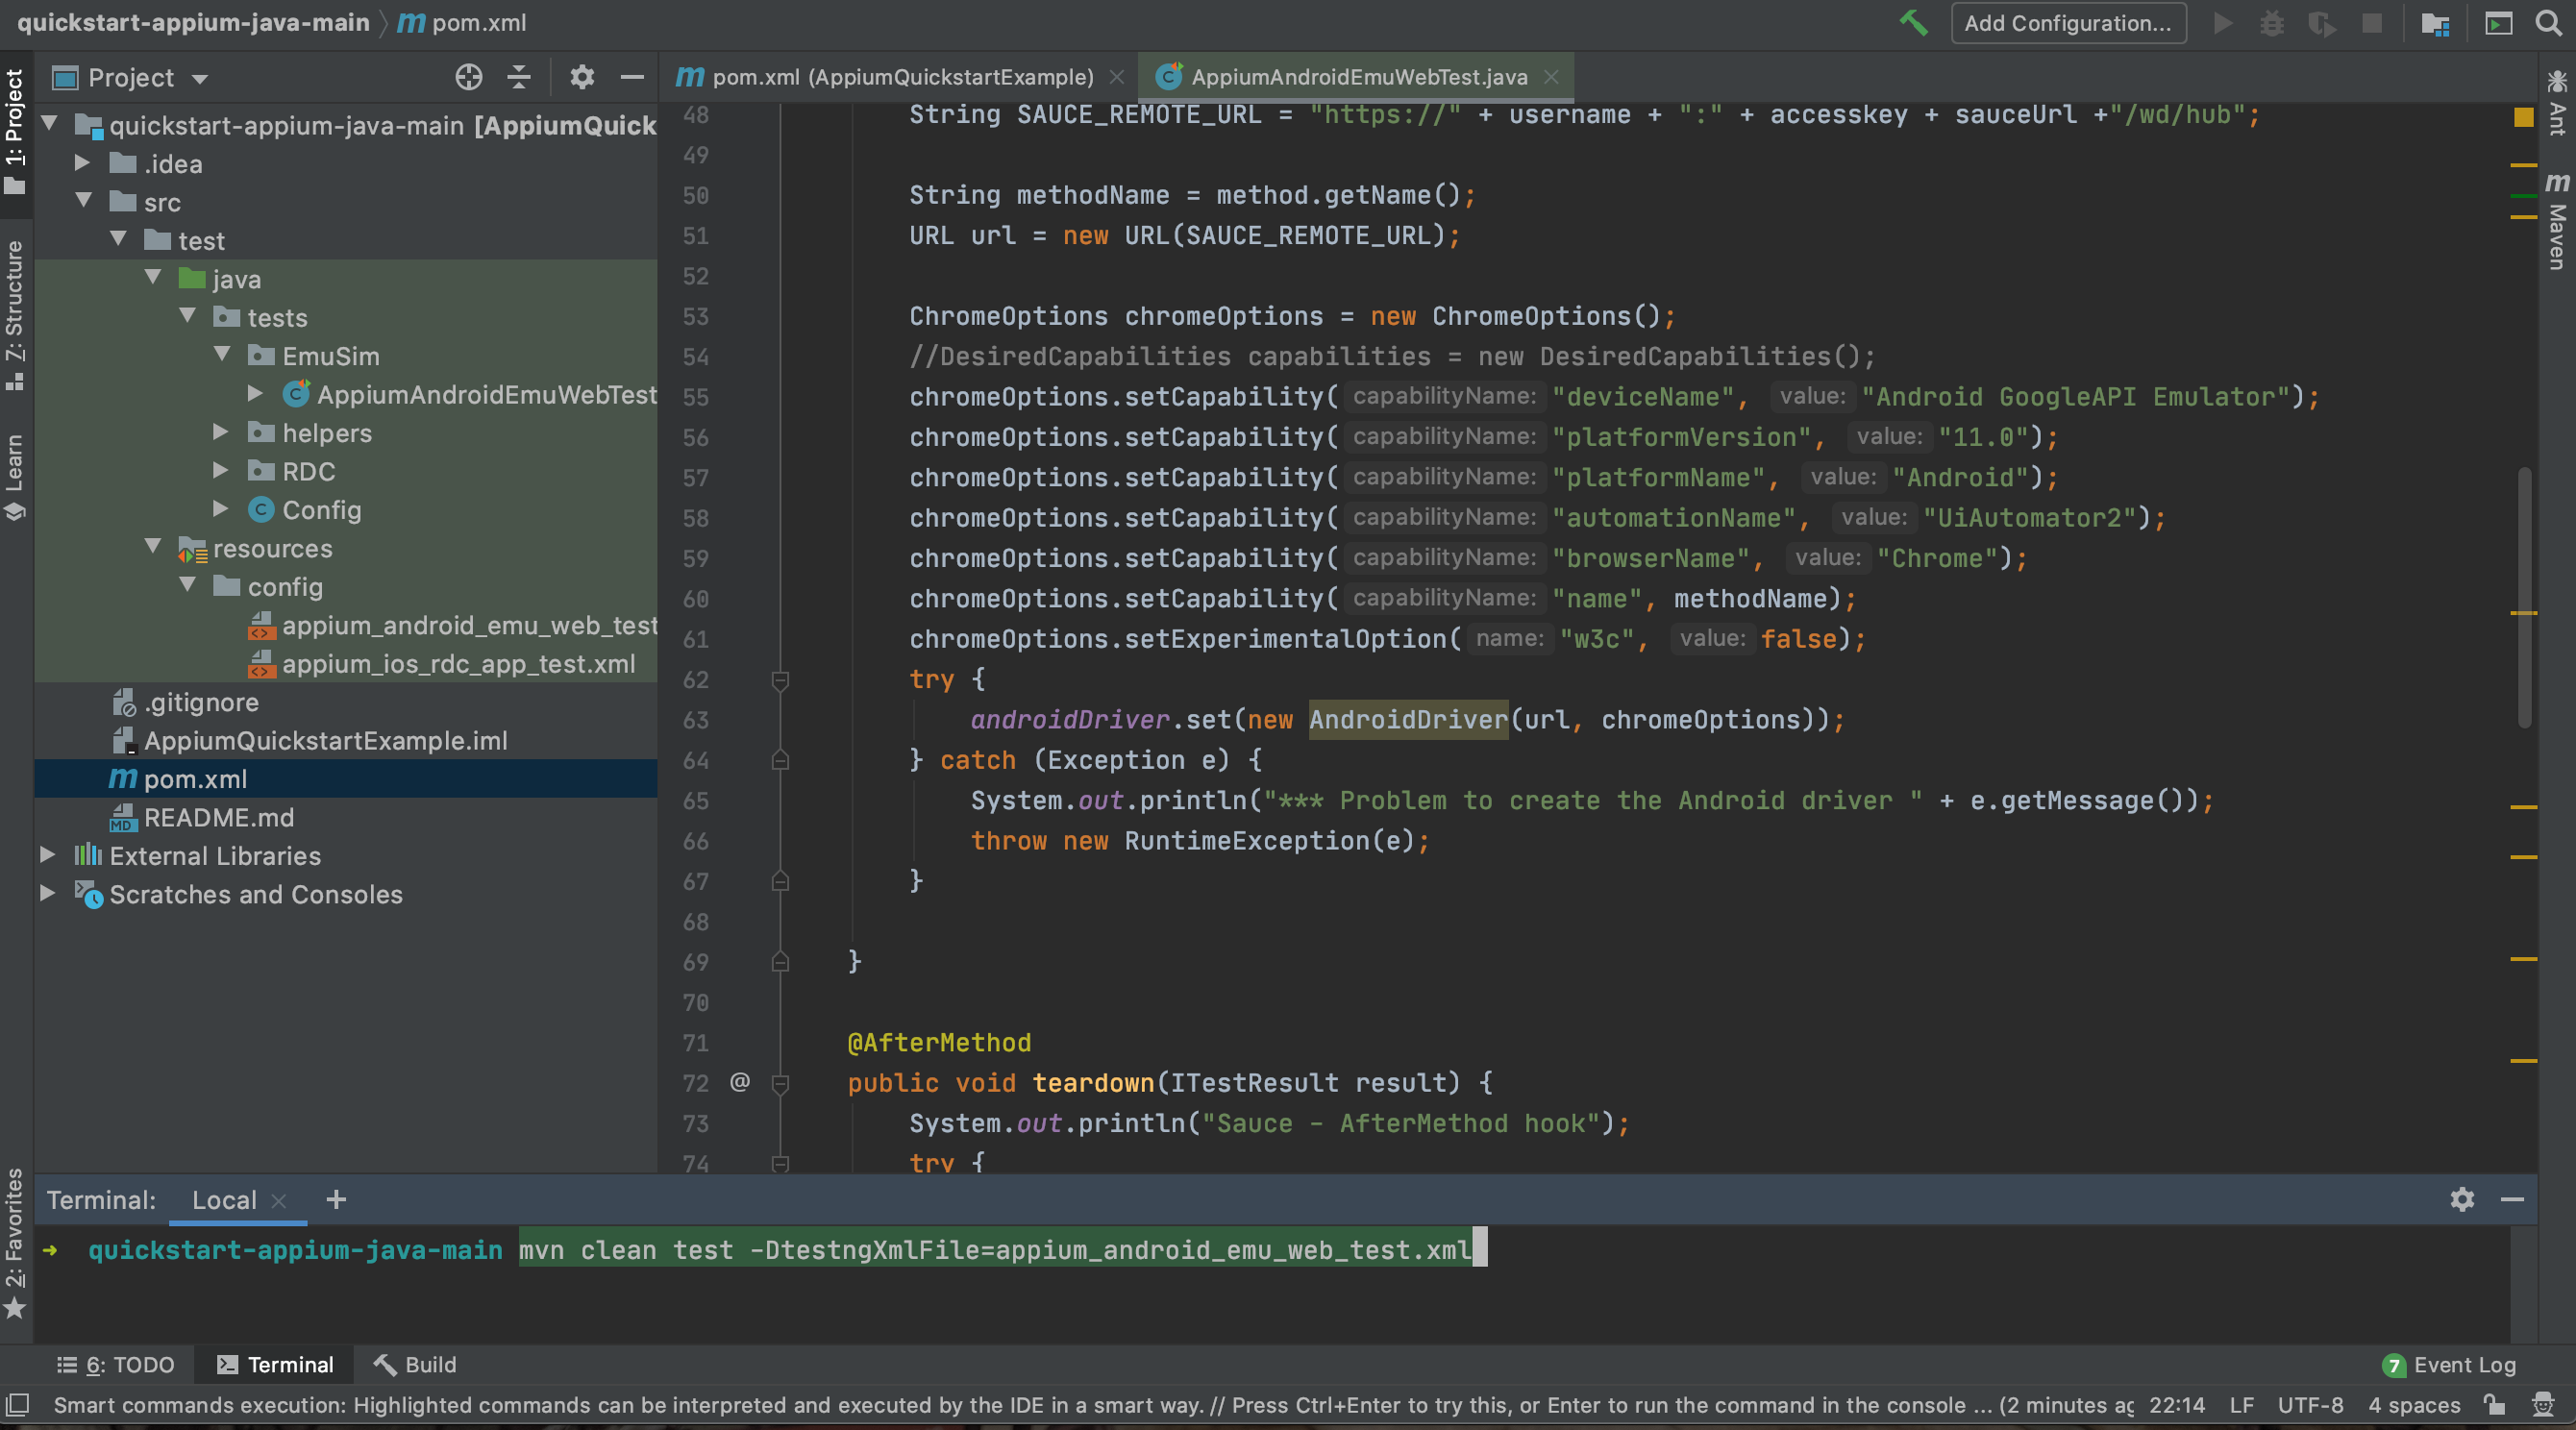 quickstart-appium-java-main m pom.xml
Add Configuration...
Project
pom.xml (AppiumQuickstartExample)
AppiumAndroidEmuWebTest.java
1: Project
7: Structure
Learn
2: Favorites
Ant
Maven
quickstart-appium-java-main [AppiumQuick
.idea
src
test
java
tests
EmuSim
AppiumAndroidEmuWebTest
helpers
RDC
Config
resources
config
appium_android_emu_web_test
appium_ios_rdc_app_test.xml
.gitignore
AppiumQuickstartExample.iml
pom.xml
README.md
External Libraries
Scratches and Consoles
48 String SAUCE_REMOTE_URL = "https://" + username + ":" + accesskey + sauceUrl +"/wd/hub";
49
50 String methodName = method.getName();
51 URL url = new URL(SAUCE_REMOTE_URL);
52
53 ChromeOptions chromeOptions = new ChromeOptions();
54 //DesiredCapabilities capabilities = new DesiredCapabilities();
55 chromeOptions.setCapability( capabilityName: "deviceName", value: "Android GoogleAPI Emulator");
56 chromeOptions.setCapability( capabilityName: "platformVersion", value: "11.0");
57 chromeOptions.setCapability( capabilityName: "platformName", value: "Android");
58 chromeOptions.setCapability( capabilityName: "automationName", value: "UiAutomator2");
59 chromeOptions.setCapability( capabilityName: "browserName", value: "Chrome");
60 chromeOptions.setCapability( capabilityName: "name", methodName);
61 chromeOptions.setExperimentalOption( name: "w3c", value: false);
62 try {
63 androidDriver.set(new AndroidDriver(url, chromeOptions));
64 } catch (Exception e) {
65 System.out.println("*** Problem to create the Android driver " + e.getMessage());
66 throw new RuntimeException(e);
67 }
68
69 }
70
71 @AfterMethod
72 @ public void teardown(ITestResult result) {
73 System.out.println("Sauce - AfterMethod hook");
74 try {
Terminal: Local +
quickstart-appium-java-main mvn clean test -DtestngXmlFile=appium_android_emu_web_test.xml
6: TODO Terminal Build
7 Event Log
Smart commands execution: Highlighted commands can be interpreted and executed by the IDE in a smart way. // Press Ctrl+Enter to try this, or Enter to run the command in the console ... (2 minutes ag 22:14 LF UTF-8 4 spaces